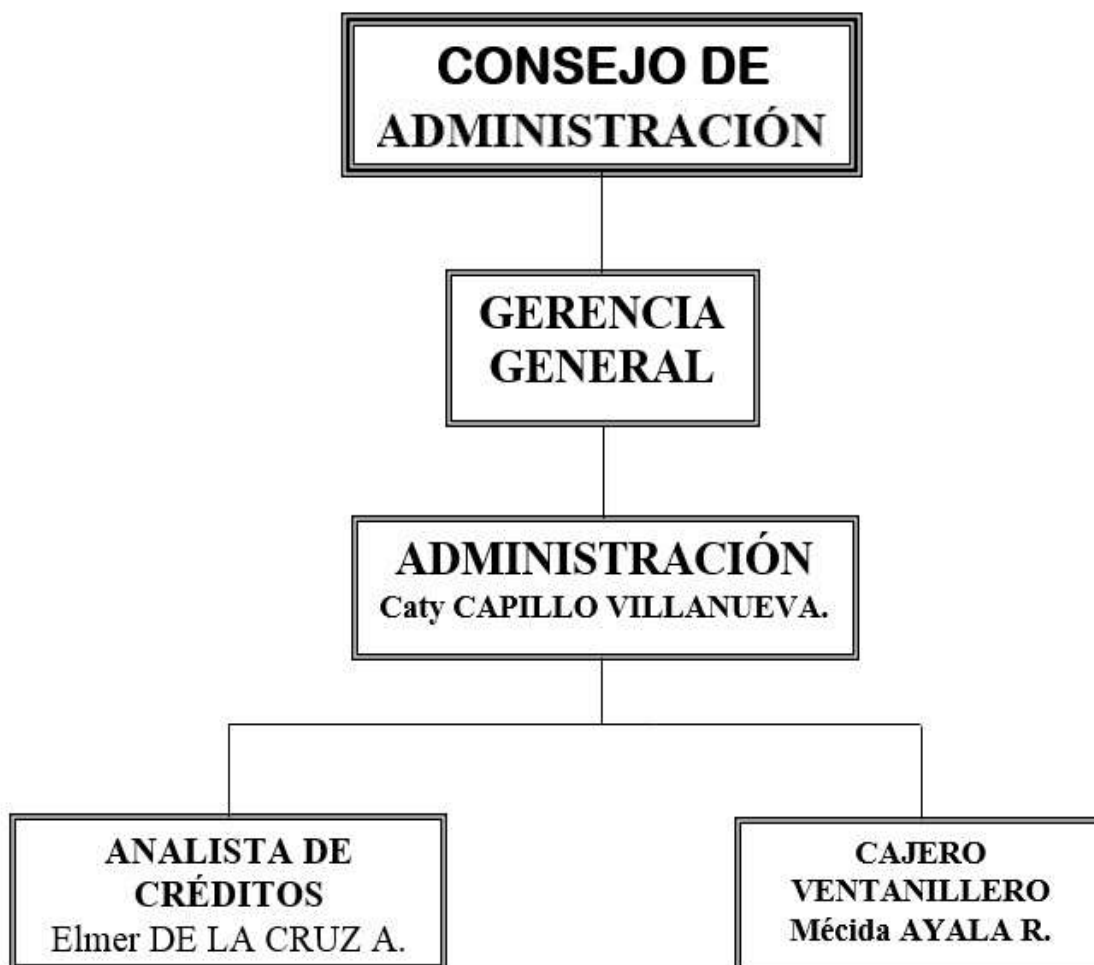 CONSEJO DE
ADMINISTRACIÓN
GERENCIA
GENERAL
ADMINISTRACIÓN
Caty CAPILLO VILLANUEVA.
ANALISTA DE
CRÉDITOS
Elmer DE LA CRUZ A.
CAJERO
VENTANILLERO
Mécida AYALA R.